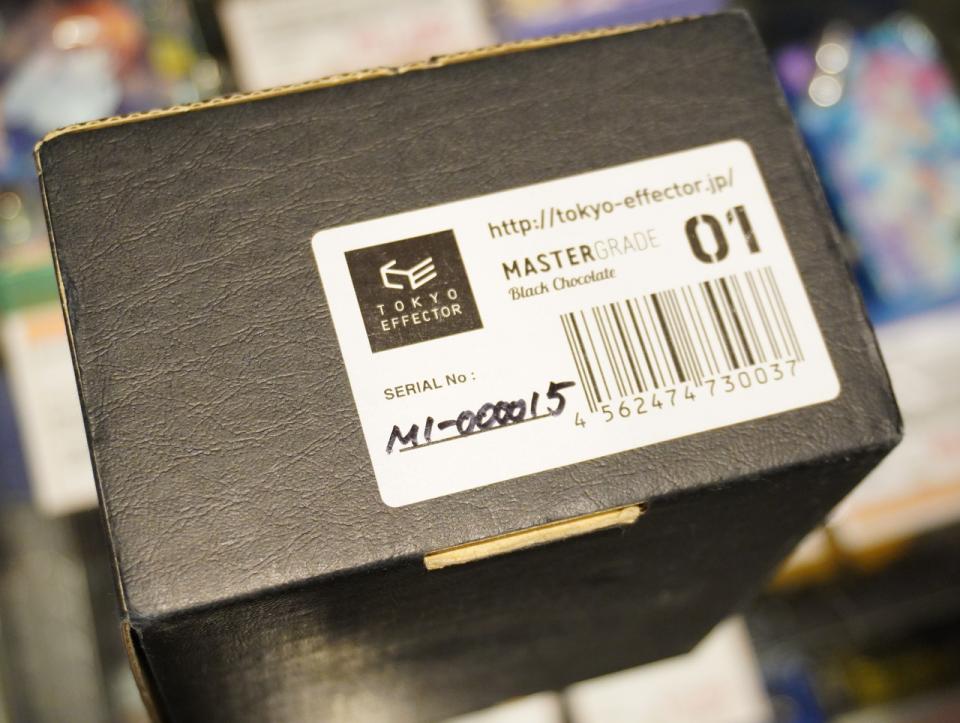 http://tokyo-effector.jp/
MASTERGRADE 01
Black Chocolate
TOKYO
EFFECTOR
SERIAL No :
M1-000015
4 562474 730037